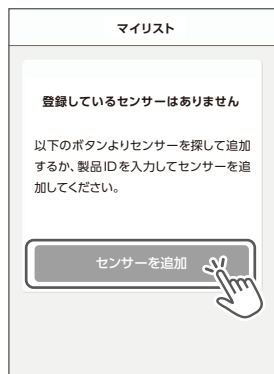 マイリスト
登録しているセンサーはありません
以下のボタンよりセンサーを探して追加
するか、製品IDを入力してセンサーを追
加してください。
センサーを追加